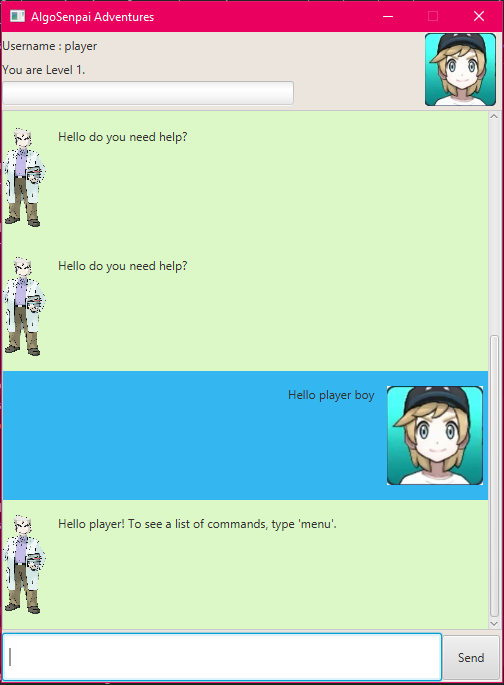 AlgoSenpai Adventures
Username : player
You are Level 1.
Hello do you need help?
Hello do you need help?
Hello player boy
Hello player! To see a list of commands, type 'menu'.
Send